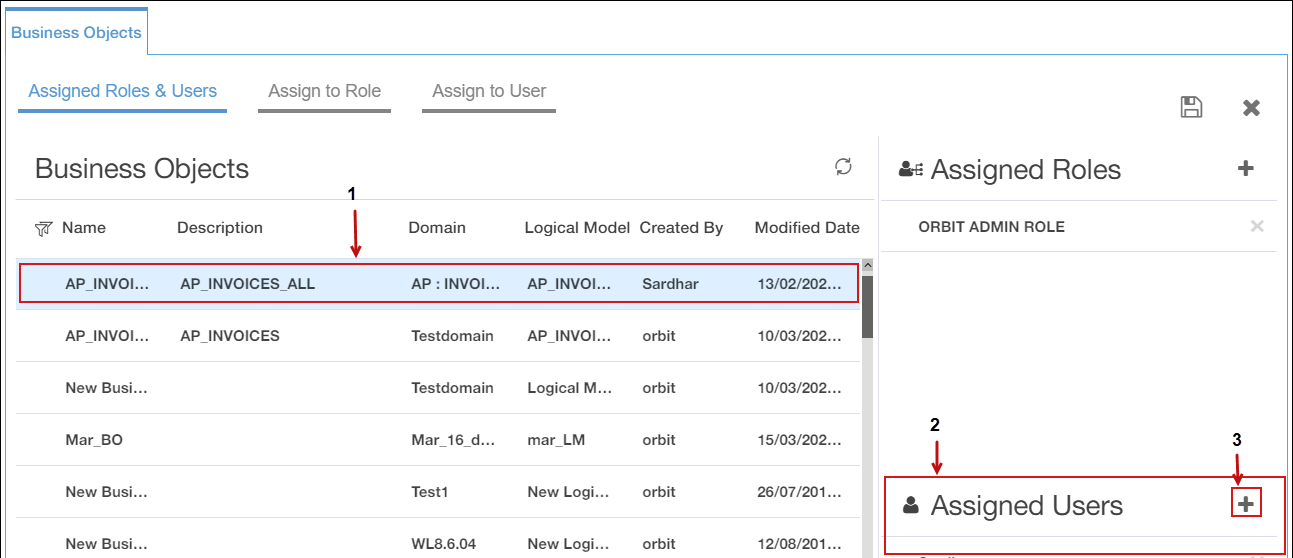 Business Objects
Assigned Roles & Users Assign to Role Assign to User
Business Objects
1
Name Description Domain Logical Model Created By Modified Date
AP_INVOI... AP_INVOICES_ALL AP : INVOI... AP_INVOI... Sardhar 13/02/202...
AP_INVOI... AP_INVOICES Testdomain AP_INVOI... orbit 10/03/202...
New Busi... Testdomain Logical M... orbit 10/03/202...
Mar_BO Mar_16_d... mar_LM orbit 15/03/202...
New Busi... Test1 New Logi... orbit 26/07/201...
New Busi... WL8.6.04 New Logi... orbit 12/08/201...
Assigned Roles
ORBIT ADMIN ROLE
2
3
Assigned Users